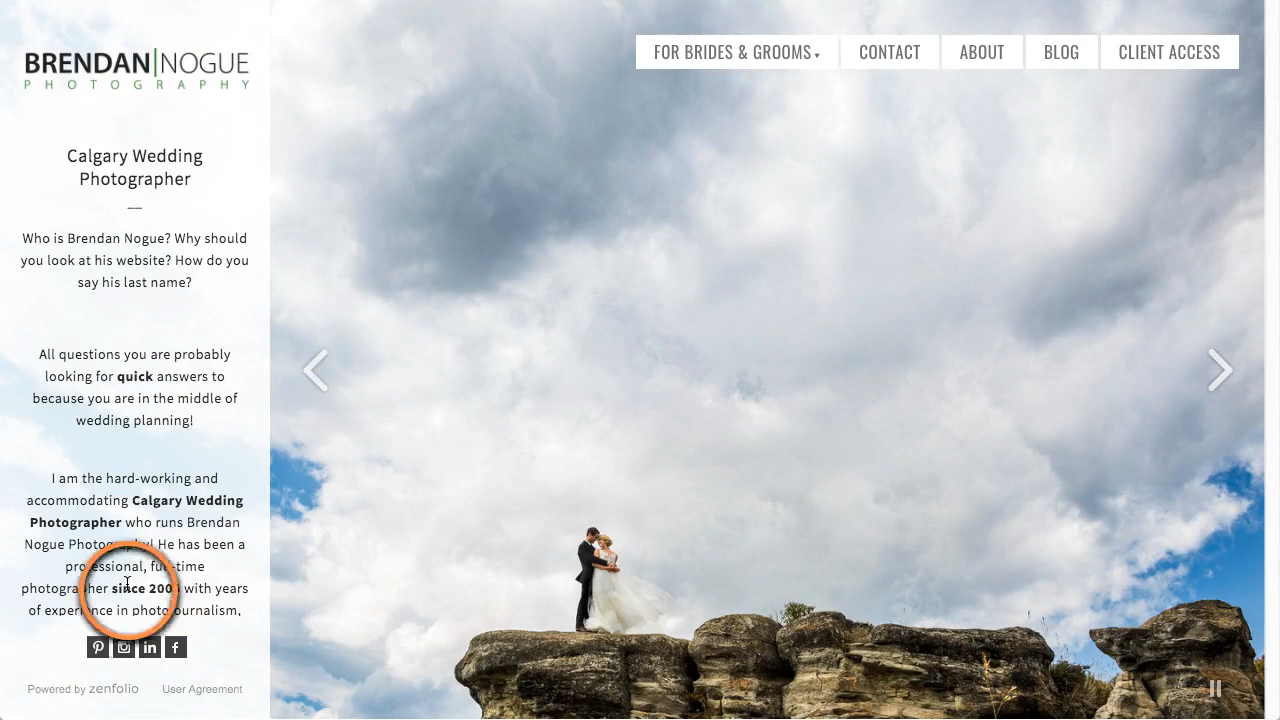 BRENDAN|NOGUE
PHOTOGRAPHY
FOR BRIDES & GROOMS ▾
CONTACT
ABOUT
BLOG
CLIENT ACCESS
Calgary Wedding
Photographer
Who is Brendan Nogue? Why should
you look at his website? How do you
say his last name?
All questions you are probably
looking for quick answers to
because you are in the middle of
wedding planning!
I am the hard-working and
accommodating Calgary Wedding
Photographer who runs Brendan
Nogue Photography! He has been a
professional, full-time
photographer since with years
of experience in photojournalism,
Powered by zenfolio
User Agreement